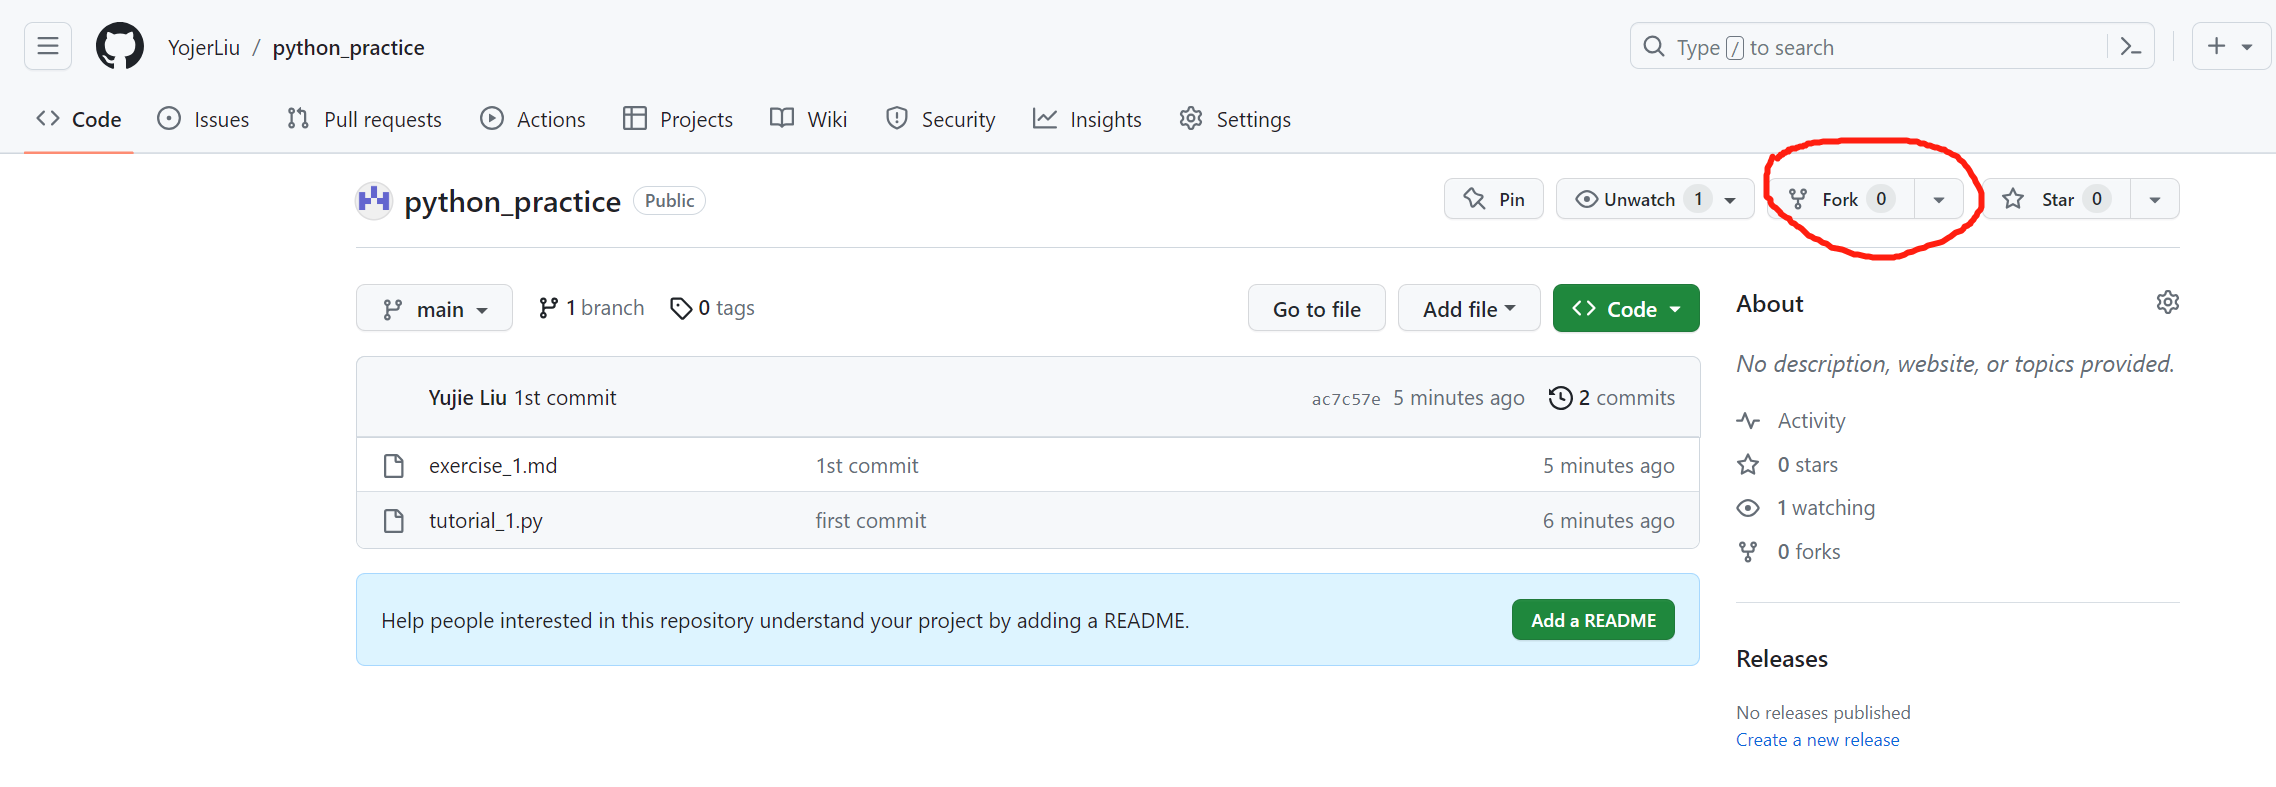 YojerLiu / python_practice
Type / to search
Code Issues Pull requests Actions Projects Wiki Security Insights Settings
python_practice Public
Pin Unwatch 1 Fork 0 Star 0
main 1 branch 0 tags
Go to file Add file Code
Yujie Liu 1st commit ac7c57e 5 minutes ago 2 commits
exercise_1.md 1st commit 5 minutes ago
tutorial_1.py first commit 6 minutes ago
Help people interested in this repository understand your project by adding a README. Add a README
About
No description, website, or topics provided.
Activity
0 stars
1 watching
0 forks
Releases
No releases published
Create a new release